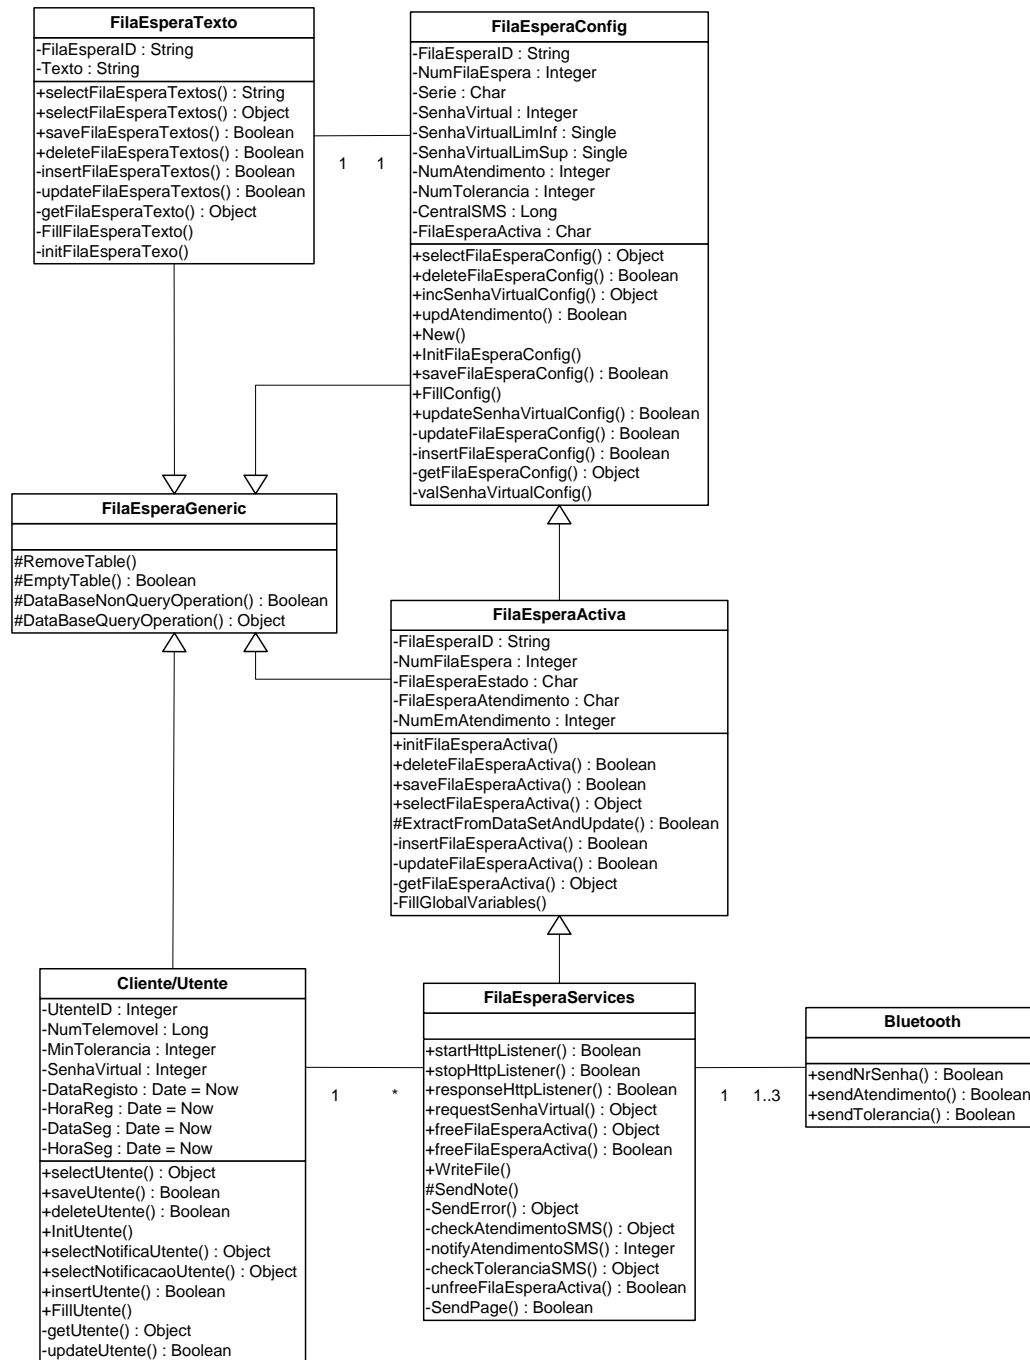 FilaEsperaTexto
-FilaEsperaID : String
-Texto : String
+selectFilaEsperaTextos() : String
+selectFilaEsperaTextos() : Object
+saveFilaEsperaTextos() : Boolean
+deleteFilaEsperaTextos() : Boolean
-insertFilaEsperaTextos() : Boolean
-updateFilaEsperaTextos() : Boolean
-getFilaEsperaTexto() : Object
-FillFilaEsperaTexto()
-initFilaEsperaTexo()
1
1
FilaEsperaConfig
-FilaEsperaID : String
-NumFilaEspera : Integer
-Serie : Char
-SenhaVirtual : Integer
-SenhaVirtualLimInf : Single
-SenhaVirtualLimSup : Single
-NumAtendimento : Integer
-NumTolerancia : Integer
-CentralSMS : Long
-FilaEsperaActiva : Char
+selectFilaEsperaConfig() : Object
+deleteFilaEsperaConfig() : Boolean
+incSenhaVirtualConfig() : Object
+updAtendimento() : Boolean
+New()
+InitFilaEsperaConfig()
+saveFilaEsperaConfig() : Boolean
+FillConfig()
+updateSenhaVirtualConfig() : Boolean
-updateFilaEsperaConfig() : Boolean
-insertFilaEsperaConfig() : Boolean
-getFilaEsperaConfig() : Object
-valSenhaVirtualConfig()
FilaEsperaGeneric
#RemoveTable()
#EmptyTable() : Boolean
#DataBaseNonQueryOperation() : Boolean
#DataBaseQueryOperation() : Object
FilaEsperaActiva
-FilaEsperaID : String
-NumFilaEspera : Integer
-FilaEsperaEstado : Char
-FilaEsperaAtendimento : Char
-NumEmAtendimento : Integer
+initFilaEsperaActiva()
+deleteFilaEsperaActiva() : Boolean
+saveFilaEsperaActiva() : Boolean
+selectFilaEsperaActiva() : Object
#ExtractFromDataSetAndUpdate() : Boolean
-insertFilaEsperaActiva() : Boolean
-updateFilaEsperaActiva() : Boolean
-getFilaEsperaActiva() : Object
-FillGlobalVariables()
Cliente/Utente
-UtenteID : Integer
-NumTelemovel : Long
-MinTolerancia : Integer
-SenhaVirtual : Integer
-DataRegisto : Date = Now
-HoraReg : Date = Now
-DataSeg : Date = Now
-HoraSeg : Date = Now
+selectUtente() : Object
+saveUtente() : Boolean
+deleteUtente() : Boolean
+InitUtente()
+selectNotificaUtente() : Object
+selectNotificacaoUtente() : Object
+insertUtente() : Boolean
+FillUtente()
-getUtente() : Object
-updateUtente() : Boolean
1
*
FilaEsperaServices
+startHttpListener() : Boolean
+stopHttpListener() : Boolean
+responseHttpListener() : Boolean
+requestSenhaVirtual() : Object
+freeFilaEsperaActiva() : Object
+freeFilaEsperaActiva() : Boolean
+WriteFile()
#SendNote()
-SendError() : Object
-checkAtendimentoSMS() : Object
-notifyAtendimentoSMS() : Integer
-checkToleranciaSMS() : Object
-unfreeFilaEsperaActiva() : Boolean
-SendPage() : Boolean
1
1..3
Bluetooth
+sendNrSenha() : Boolean
+sendAtendimento() : Boolean
+sendTolerancia() : Boolean